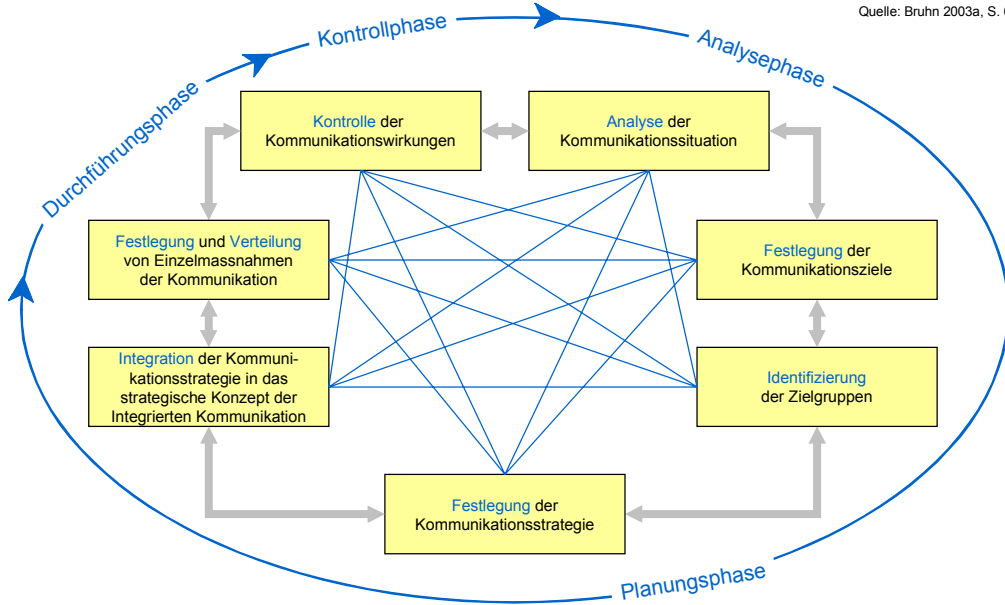 Quelle: Bruhn 2003a, S.
Kontrollphase
Analysephase
Durchführungsphase
Kontrolle der
Kommunikationswirkungen
Analyse der
Kommunikationssituation
Festlegung und Verteilung
von Einzelmassnahmen
der Kommunikation
Festlegung der
Kommunikationsziele
Integration der Kommuni-
kationsstrategie in das
strategische Konzept der
Integrierten Kommunikation
Identifizierung
der Zielgruppen
Festlegung der
Kommunikationsstrategie
Planungsphase